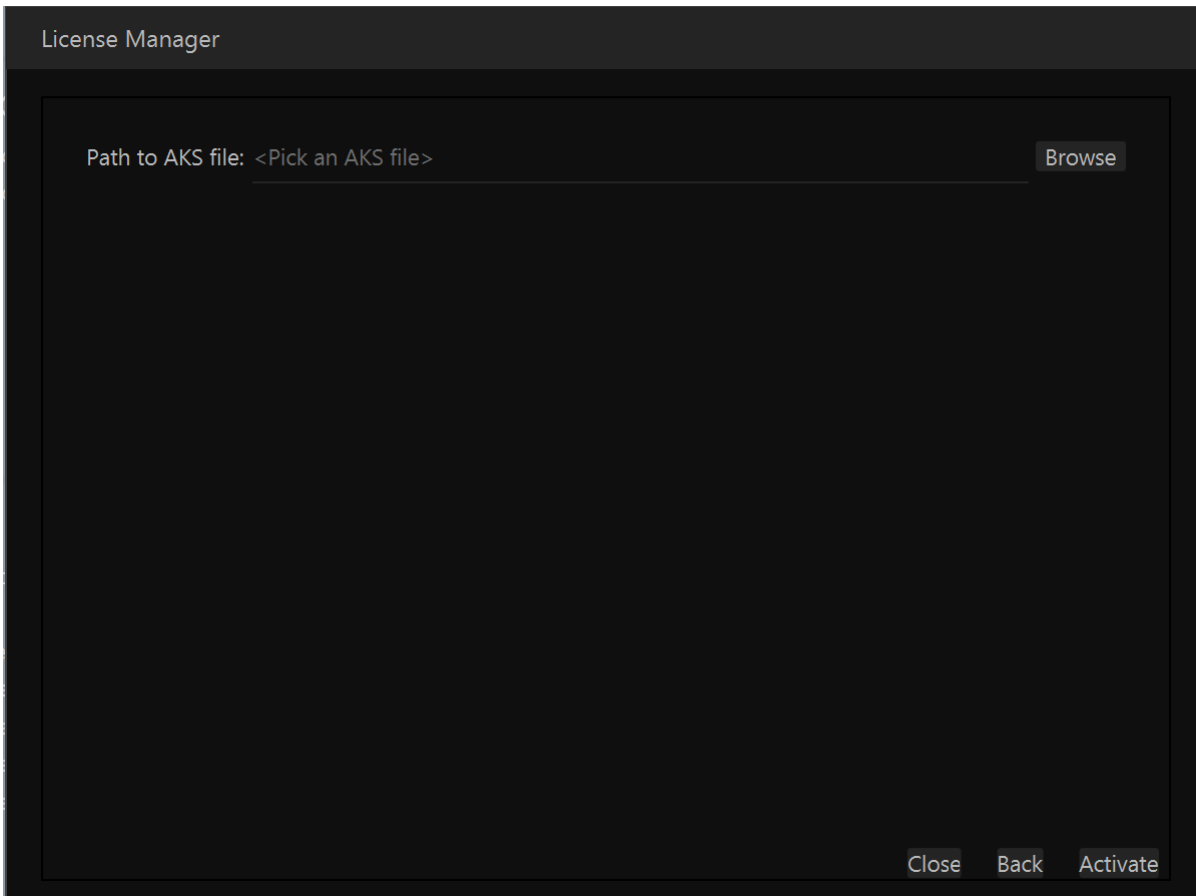 License Manager
Path to AKS file: <Pick an AKS file> Browse
Close Back Activate